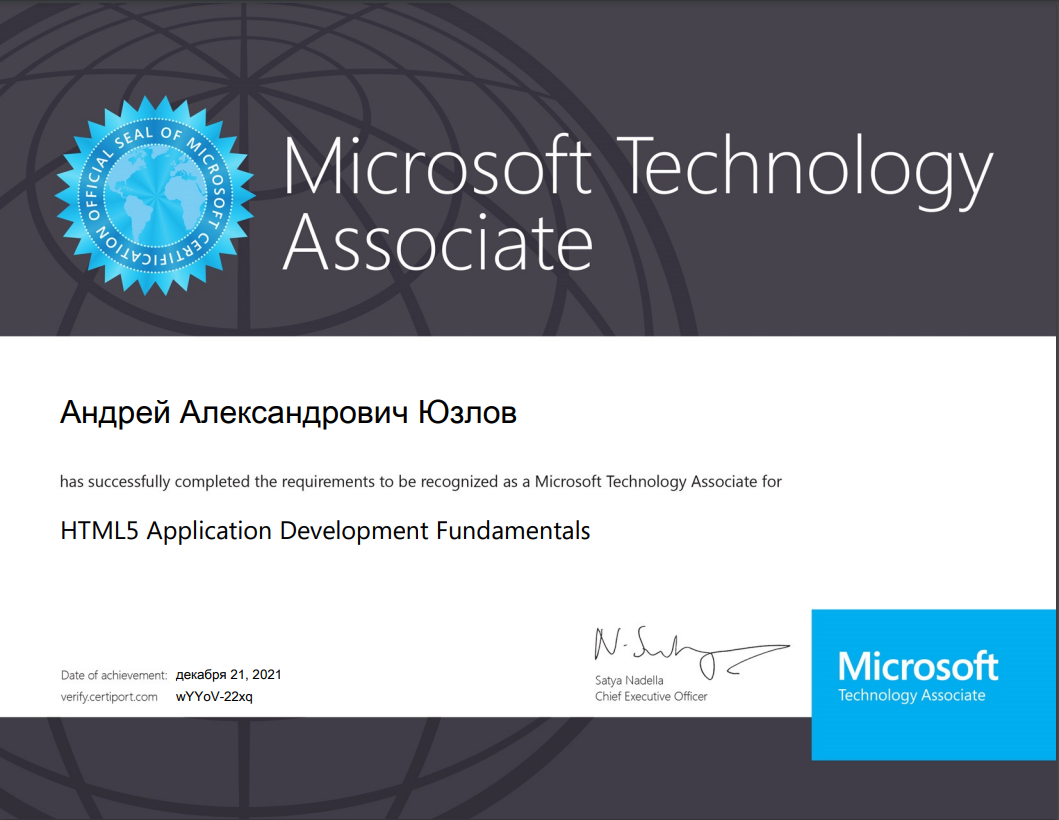 OFFICIAL SEAL OF MICROSOFT CERTIFICATION
Microsoft Technology
Associate
Андрей Александрович Юзлов
has successfully completed the requirements to be recognized as a Microsoft Technology Associate for
HTML5 Application Development Fundamentals
Date of achievement: декабря 21, 2021
verify.certiport.com wYYoV-22xq
Satya Nadella
Chief Executive Officer
Microsoft
Technology Associate